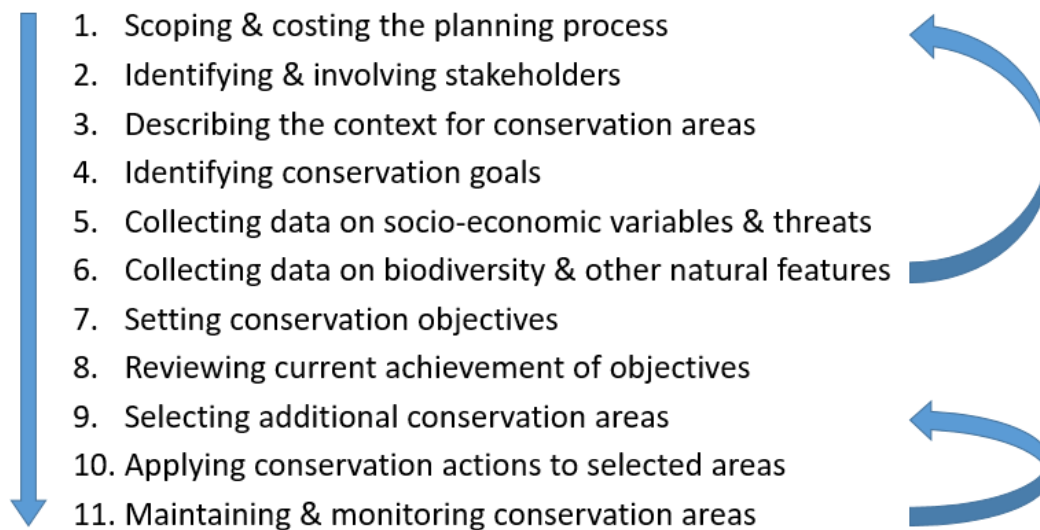 1. Scoping & costing the planning process
2. Identifying & involving stakeholders
3. Describing the context for conservation areas
4. Identifying conservation goals
5. Collecting data on socio-economic variables & threats
6. Collecting data on biodiversity & other natural features
7. Setting conservation objectives
8. Reviewing current achievement of objectives
9. Selecting additional conservation areas
10. Applying conservation actions to selected areas
11. Maintaining & monitoring conservation areas